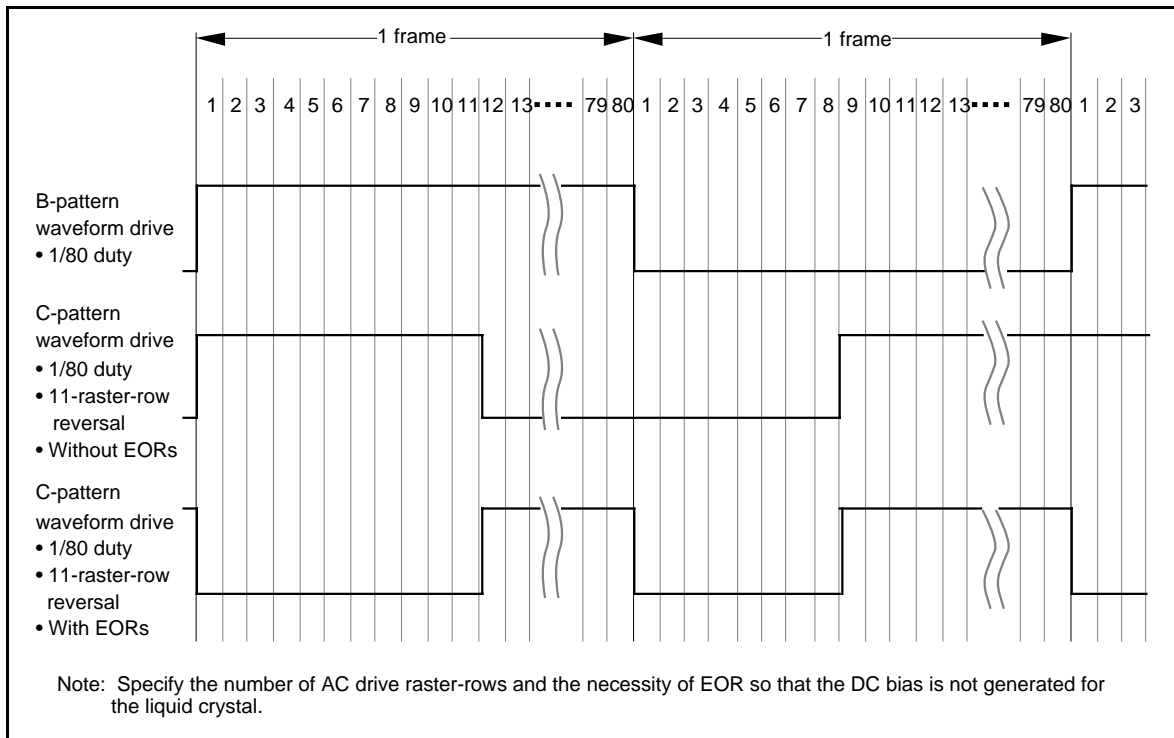 1 frame 1 frame
1 2 3 4 5 6 7 8 9 10 11 12 13 ···· 79 80 1 2 3 4 5 6 7 8 9 10 11 12 13 ···· 79 80 1 2 3
B-pattern
waveform drive
• 1/80 duty
C-pattern
waveform drive
• 1/80 duty
• 11-raster-row
reversal
• Without EORs
C-pattern
waveform drive
• 1/80 duty
• 11-raster-row
reversal
• With EORs
Note: Specify the number of AC drive raster-rows and the necessity of EOR so that the DC bias is not generated for
the liquid crystal.